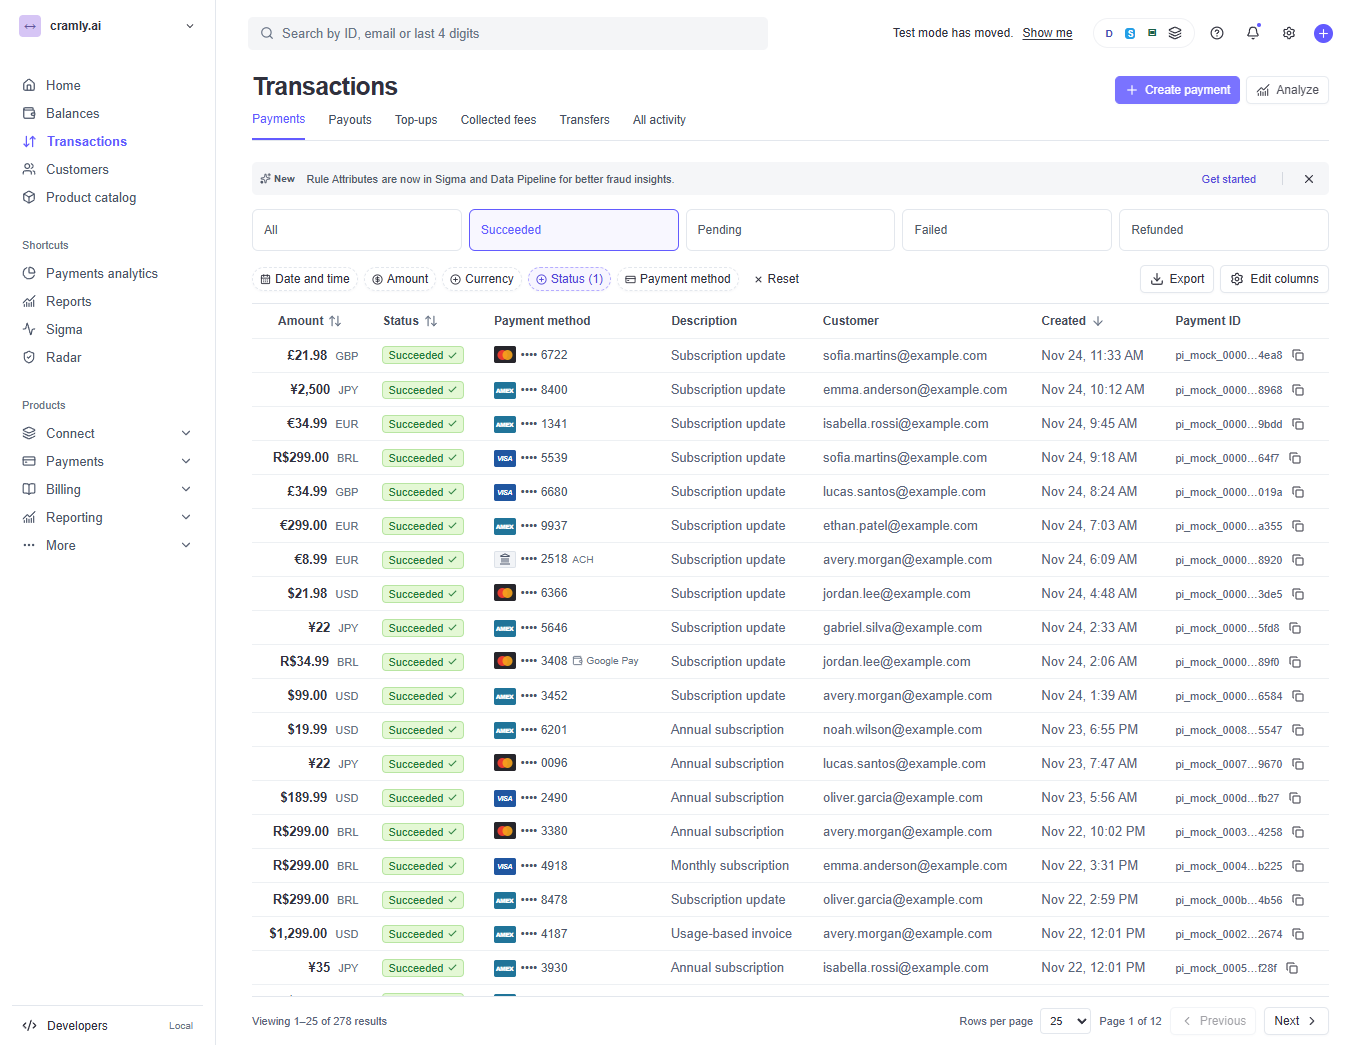 cramly.ai
Search by ID, email or last 4 digits
Test mode has moved. Show me
Home
Balances
Transactions
Customers
Product catalog
Shortcuts
Payments analytics
Reports
Sigma
Radar
Products
Connect
Payments
Billing
Reporting
More
Developers Local
Transactions
Create payment
Analyze
Payments Payouts Top-ups Collected fees Transfers All activity
New Rule Attributes are now in Sigma and Data Pipeline for better fraud insights. Get started
All Succeeded Pending Failed Refunded
Date and time Amount Currency Status (1) Payment method Reset Export Edit columns
Amount Status Payment method Description Customer Created Payment ID
£21.98 GBP Succeeded •••• 6722 Subscription update sofia.martins@example.com Nov 24, 11:33 AM pi_mock_0000...4ea8
¥2,500 JPY Succeeded AMEX •••• 8400 Subscription update emma.anderson@example.com Nov 24, 10:12 AM pi_mock_0000...8968
€34.99 EUR Succeeded AMEX •••• 1341 Subscription update isabella.rossi@example.com Nov 24, 9:45 AM pi_mock_0000...9bdd
R$299.00 BRL Succeeded VISA •••• 5539 Subscription update sofia.martins@example.com Nov 24, 9:18 AM pi_mock_0000...64f7
£34.99 GBP Succeeded VISA •••• 6680 Subscription update lucas.santos@example.com Nov 24, 8:24 AM pi_mock_0000...019a
€299.00 EUR Succeeded AMEX •••• 9937 Subscription update ethan.patel@example.com Nov 24, 7:03 AM pi_mock_0000...a355
€8.99 EUR Succeeded •••• 2518 ACH Subscription update avery.morgan@example.com Nov 24, 6:09 AM pi_mock_0000...8920
$21.98 USD Succeeded •••• 6366 Subscription update jordan.lee@example.com Nov 24, 4:48 AM pi_mock_0000...3de5
¥22 JPY Succeeded AMEX •••• 5646 Subscription update gabriel.silva@example.com Nov 24, 2:33 AM pi_mock_0000...5fd8
R$34.99 BRL Succeeded •••• 3408 Google Pay Subscription update jordan.lee@example.com Nov 24, 2:06 AM pi_mock_0000...89f0
$99.00 USD Succeeded AMEX •••• 3452 Subscription update avery.morgan@example.com Nov 24, 1:39 AM pi_mock_0000...6584
$19.99 USD Succeeded AMEX •••• 6201 Annual subscription noah.wilson@example.com Nov 23, 6:55 PM pi_mock_0008...5547
¥22 JPY Succeeded •••• 0096 Annual subscription lucas.santos@example.com Nov 23, 7:47 AM pi_mock_0007...9670
$189.99 USD Succeeded VISA •••• 2490 Annual subscription oliver.garcia@example.com Nov 23, 5:56 AM pi_mock_000d...fb27
R$299.00 BRL Succeeded •••• 3380 Annual subscription avery.morgan@example.com Nov 22, 10:02 PM pi_mock_0003...4258
R$299.00 BRL Succeeded VISA •••• 4918 Monthly subscription emma.anderson@example.com Nov 22, 3:31 PM pi_mock_0004...b225
R$299.00 BRL Succeeded AMEX •••• 8478 Subscription update oliver.garcia@example.com Nov 22, 2:59 PM pi_mock_000b...4b56
$1,299.00 USD Succeeded AMEX •••• 4187 Usage-based invoice avery.morgan@example.com Nov 22, 12:01 PM pi_mock_0002...2674
¥35 JPY Succeeded AMEX •••• 3930 Annual subscription isabella.rossi@example.com Nov 22, 12:01 PM pi_mock_0005...f28f
Viewing 1–25 of 278 results Rows per page 25 Page 1 of 12 Previous Next